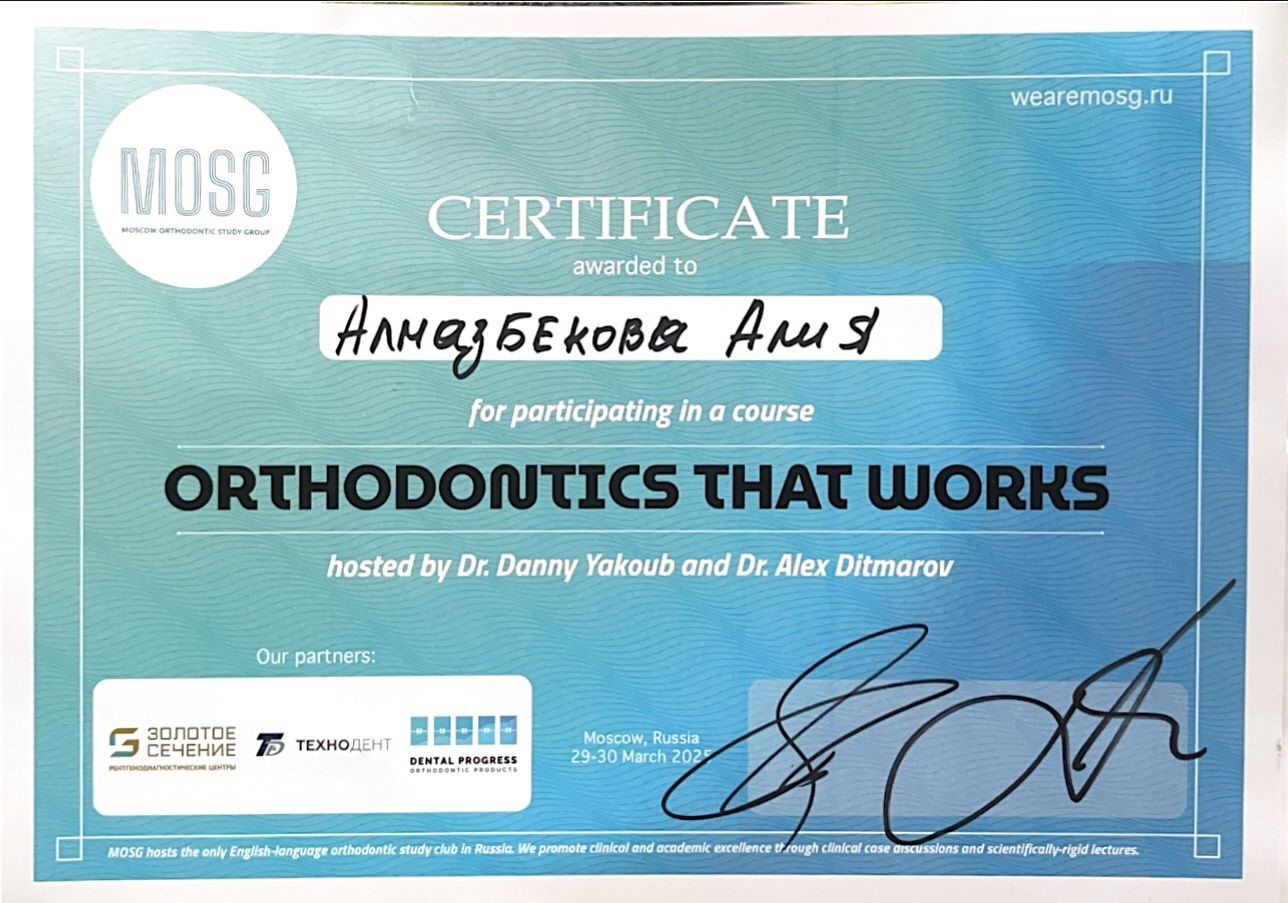 wearemosg.ru
MOSG
MOSCOW ORTHODONTIC STUDY GROUP
CERTIFICATE
awarded to
Алмазбекова Алия
for participating in a course
ORTHODONTICS THAT WORKS
hosted by Dr. Danny Yakoub and Dr. Alex Ditmarov
Our partners:
ЗОЛОТОЕ
СЕЧЕНИЕ
РЕНТГЕНОДИАГНОСТИЧЕСКИЕ ЦЕНТРЫ
ТЕХНОДЕНТ
DENTAL PROGRESS
ORTHODONTIC PRODUCTS
Moscow, Russia
29-30 March 2025
MOSG hosts the only English-language orthodontic study club in Russia. We promote clinical and academic excellence through clinical case discussions and scientifically-rigid lectures.